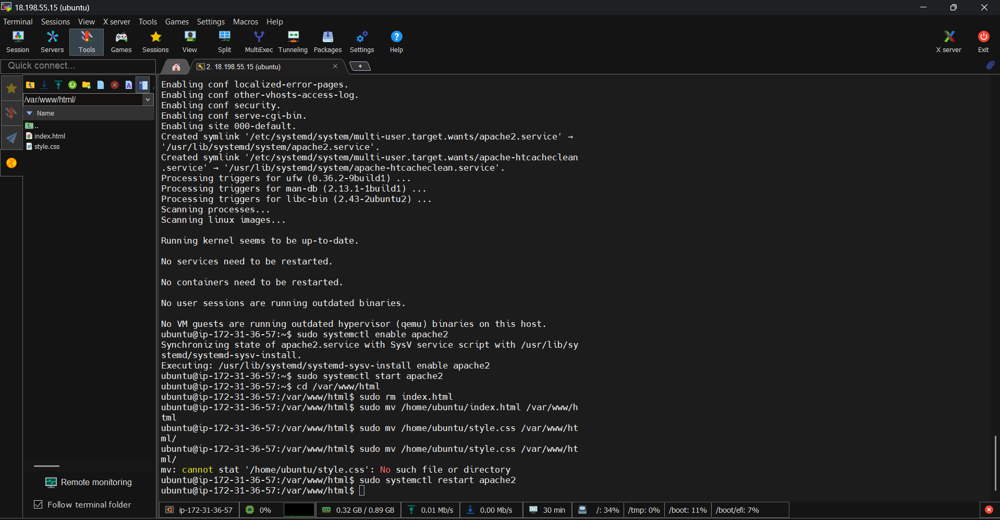 18.198.55.15 (ubuntu)
Terminal Sessions View X server Tools Games Settings Macros Help
Session Servers Tools Games Sessions View Split MultiExec Tunneling Packages Settings Help X server Exit
Quick connect...
2. 18.198.55.15 (ubuntu)
/var/www/html/
Name
..
index.html
style.css
Remote monitoring
Follow terminal folder
Enabling conf localized-error-pages.
Enabling conf other-vhosts-access-log.
Enabling conf security.
Enabling conf serve-cgi-bin.
Enabling site 000-default.
Created symlink '/etc/systemd/system/multi-user.target.wants/apache2.service' →
'/usr/lib/systemd/system/apache2.service'.
Created symlink '/etc/systemd/system/multi-user.target.wants/apache-htcacheclean
.service' → '/usr/lib/systemd/system/apache-htcacheclean.service'.
Processing triggers for ufw (0.36.2-9build1) ...
Processing triggers for man-db (2.13.1-1build1) ...
Processing triggers for libc-bin (2.43-2ubuntu2) ...
Scanning processes...
Scanning linux images...
Running kernel seems to be up-to-date.
No services need to be restarted.
No containers need to be restarted.
No user sessions are running outdated binaries.
No VM guests are running outdated hypervisor (qemu) binaries on this host.
ubuntu@ip-172-31-36-57:~$ sudo systemctl enable apache2
Synchronizing state of apache2.service with SysV service script with /usr/lib/sy
stemd/systemd-sysv-install.
Executing: /usr/lib/systemd/systemd-sysv-install enable apache2
ubuntu@ip-172-31-36-57:~$ sudo systemctl start apache2
ubuntu@ip-172-31-36-57:~$ cd /var/www/html
ubuntu@ip-172-31-36-57:/var/www/html$ sudo rm index.html
ubuntu@ip-172-31-36-57:/var/www/html$ sudo mv /home/ubuntu/index.html /var/www/h
tml
ubuntu@ip-172-31-36-57:/var/www/html$ sudo mv /home/ubuntu/style.css /var/www/ht
ml/
ubuntu@ip-172-31-36-57:/var/www/html$ sudo mv /home/ubuntu/style.css /var/www/ht
ml/
mv: cannot stat '/home/ubuntu/style.css': No such file or directory
ubuntu@ip-172-31-36-57:/var/www/html$ sudo systemctl restart apache2
ubuntu@ip-172-31-36-57:/var/www/html$
ip-172-31-36-57 0% 0.32 GB / 0.89 GB 0.01 Mb/s 0.00 Mb/s 30 min /: 34% /tmp: 0% /boot: 11% /boot/efi: 7%